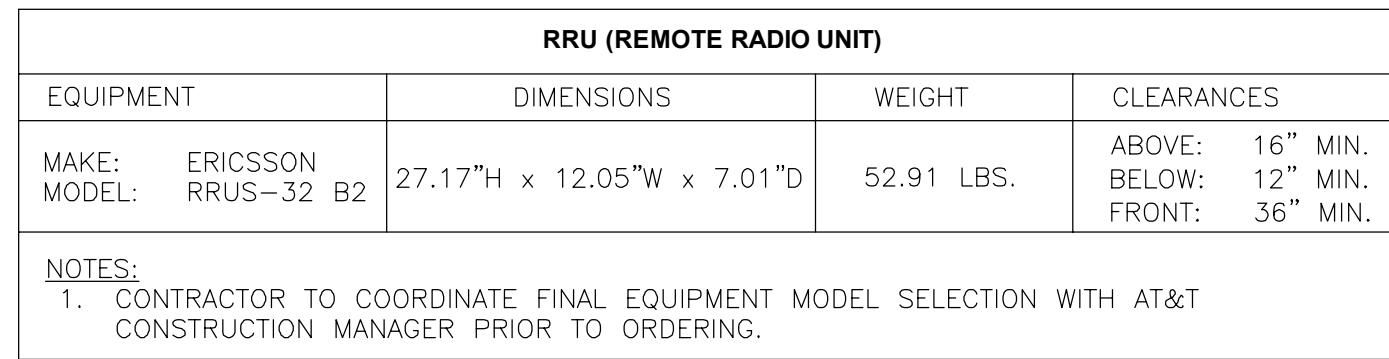 RRU (REMOTE RADIO UNIT)
EQUIPMENT DIMENSIONS WEIGHT CLEARANCES
MAKE: ERICSSON
MODEL: RRUS-32 B2
27.17"H x 12.05"W x 7.01"D
52.91 LBS.
ABOVE: 16" MIN.
BELOW: 12" MIN.
FRONT: 36" MIN.
NOTES:
1. CONTRACTOR TO COORDINATE FINAL EQUIPMENT MODEL SELECTION WITH AT&T
CONSTRUCTION MANAGER PRIOR TO ORDERING.